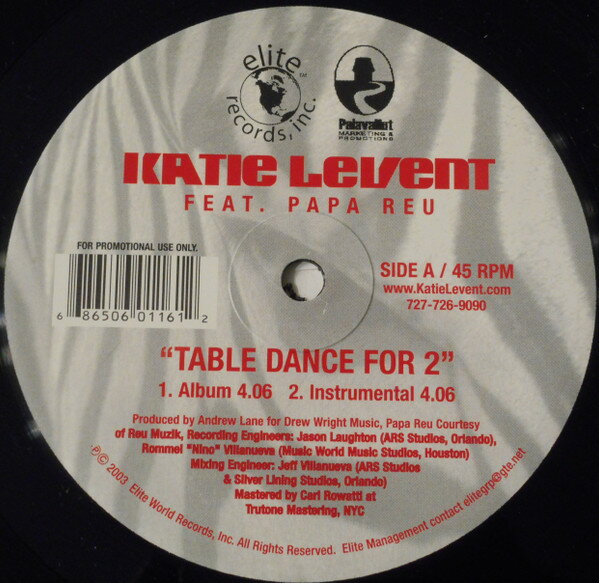 elite™
records, inc.
Palavallut
MARKETING &
PROMOTIONS
KATIE LEVENT
FEAT. PAPA REU
FOR PROMOTIONAL USE ONLY.
6 86506 01161 2
SIDE A / 45 RPM
www.KatieLevent.com
727-726-9090
“TABLE DANCE FOR 2”
1. Album 4.06 2. Instrumental 4.06
Produced by Andrew Lane for Drew Wright Music, Papa Reu Courtesy
of Reu Muzik, Recording Engineers: Jason Laughton (ARS Studios, Orlando),
Rommel "Nino" Villanueva (Music World Music Studios, Houston)
Mixing Engineer: Jeff Villanueva (ARS Studios
& Silver Lining Studios, Orlando)
Mastered by Carl Rowatti at
Trutone Mastering, NYC
℗© 2003 Elite World Records, Inc. All Rights Reserved. Elite Management contact elitegrp@gte.net